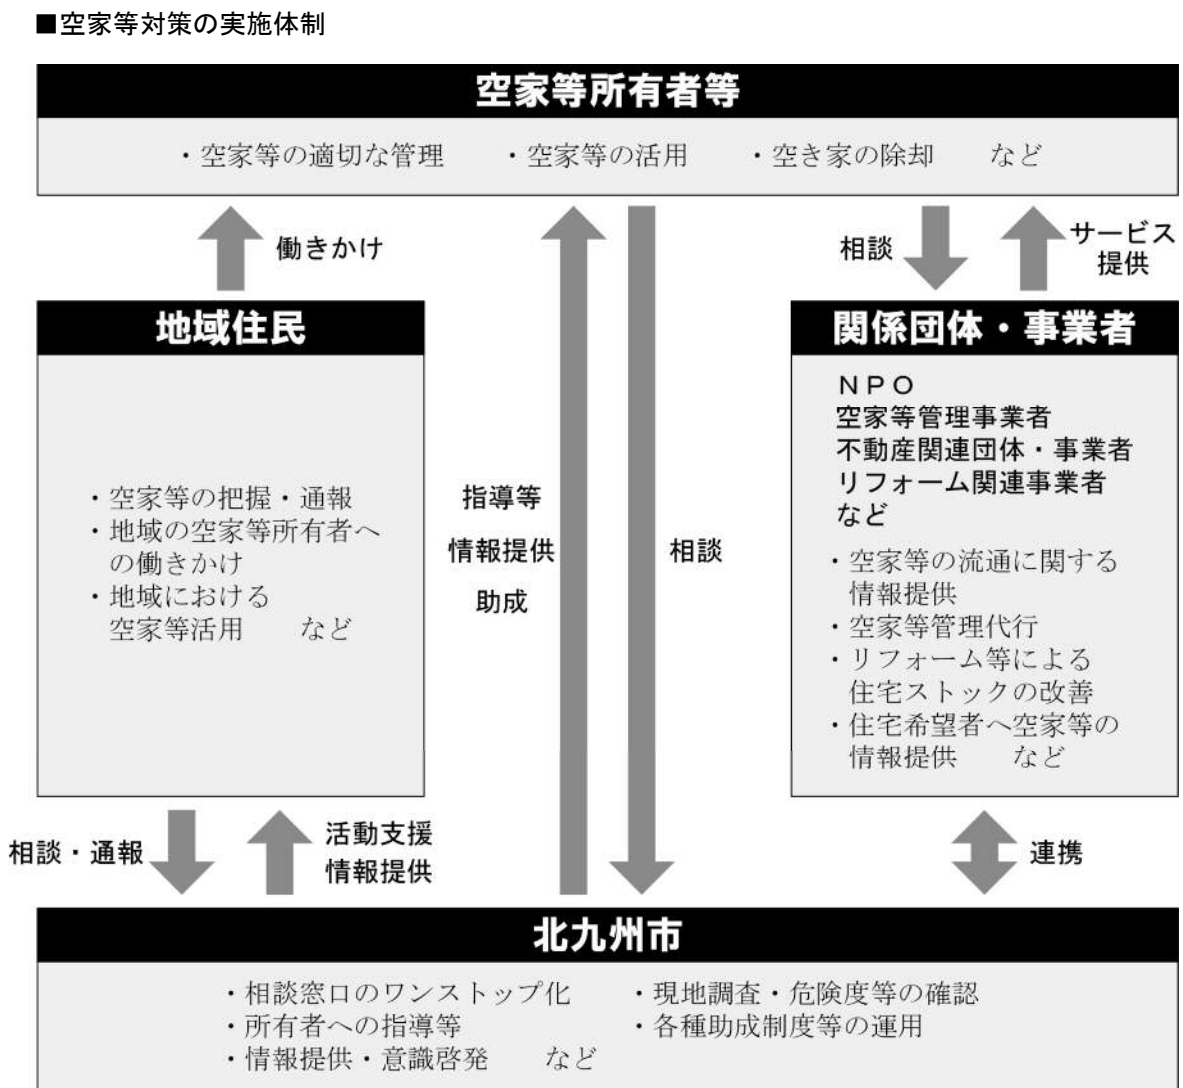 ■空家等対策の実施体制
空家等所有者等
・空家等の適切な管理　　・空家等の活用　　・空き家の除却　　など
働きかけ
相談
サービス
提供
地域住民
・空家等の把握・通報
・地域の空家等所有者へ
の働きかけ
・地域における
空家等活用　　など
指導等
情報提供
助成
相談
関係団体・事業者
ＮＰＯ
空家等管理事業者
不動産関連団体・事業者
リフォーム関連事業者
など
・空家等の流通に関する
情報提供
・空家等管理代行
・リフォーム等による
住宅ストックの改善
・住宅希望者へ空家等の
情報提供　　など
相談・通報
活動支援
情報提供
連携
北九州市
・相談窓口のワンストップ化
・所有者への指導等
・情報提供・意識啓発　　など
・現地調査・危険度等の確認
・各種助成制度等の運用